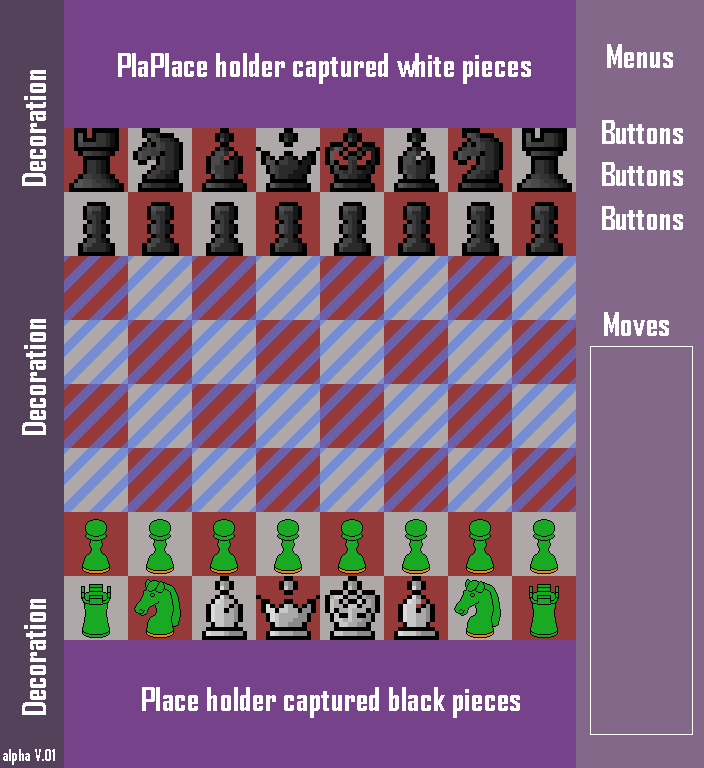 PlaPlace holder captured white pieces
Menus
Buttons
Buttons
Buttons
Moves
Decoration
Decoration
Decoration
Place holder captured black pieces
alpha V.01